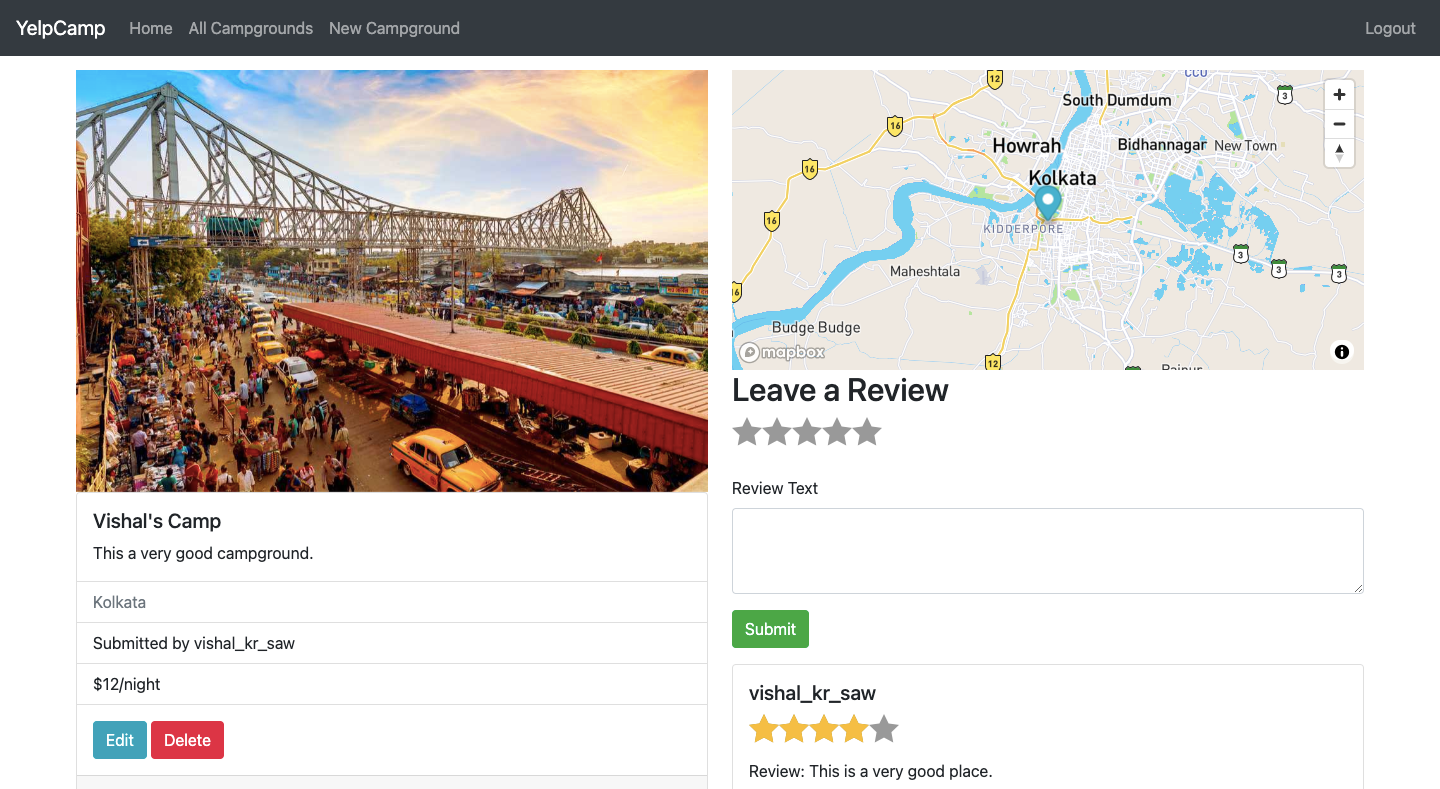 YelpCamp Home All Campgrounds New Campground Logout
Vishal's Camp
This a very good campground.
Kolkata
Submitted by vishal_kr_saw
$12/night
Edit Delete
CCU
12
3
South Dumdum
16
Howrah
Bidhannagar
New Town
16
Kolkata
16
KIDDERPORE
3
3
3
Maheshtala
16
Budge Budge
mapbox
12
Leave a Review
Review Text
Submit
vishal_kr_saw
Review: This is a very good place.